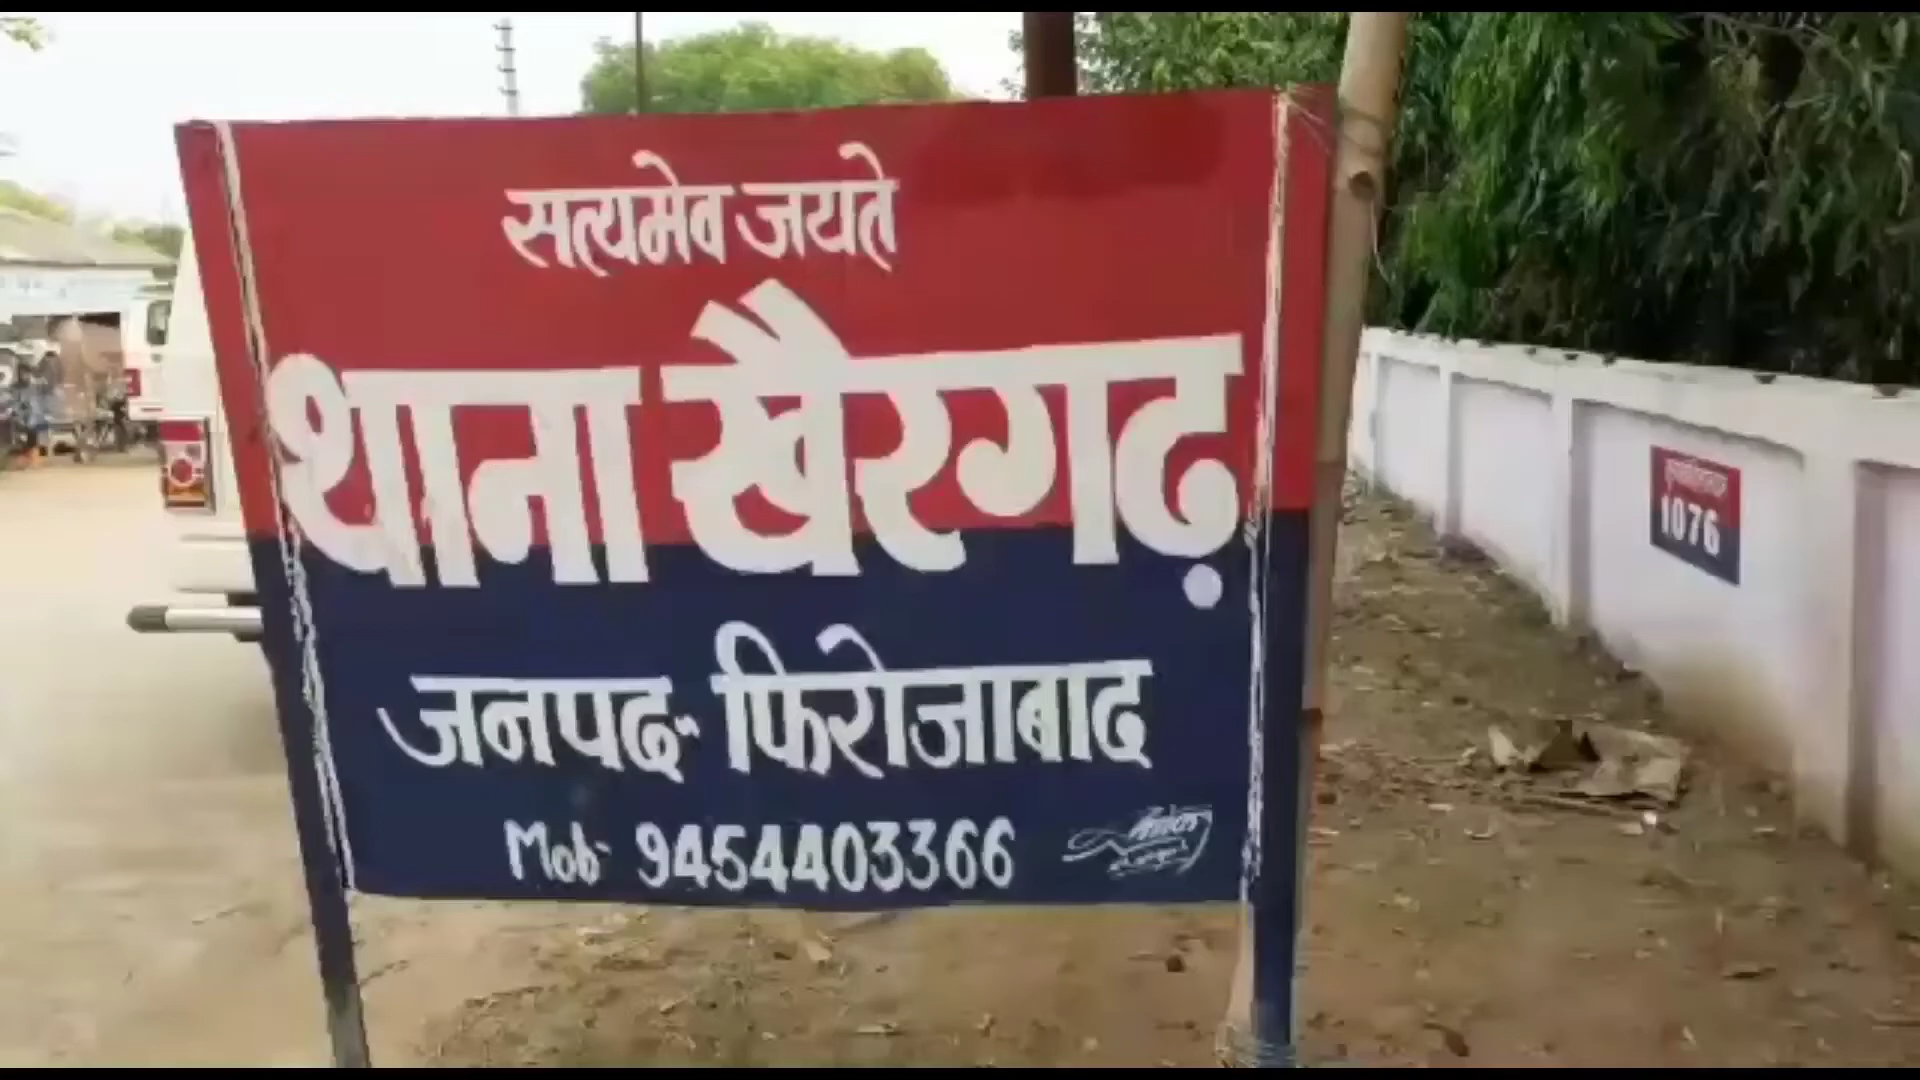 सत्यमेव जयते
थाना खैरगढ़
जनपद- फिरोजाबाद
Mob- 9454403366
1076